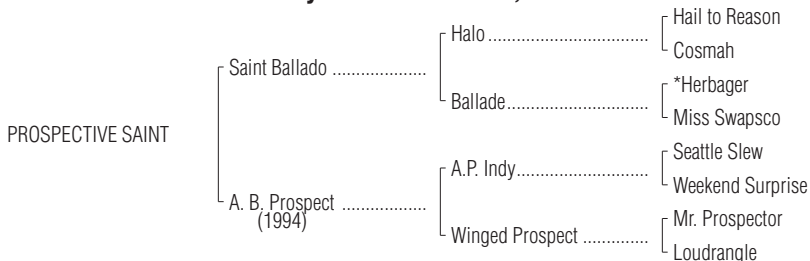 Hail to Reason
Halo ..................................
Cosmah
Saint Ballado ....................
*Herbager
Ballade..............................
Miss Swapsco
PROSPECTIVE SAINT
Seattle Slew
A.P. Indy............................
Weekend Surprise
A. B. Prospect ..................
(1994)
Mr. Prospector
Winged Prospect ..............
Loudrangle